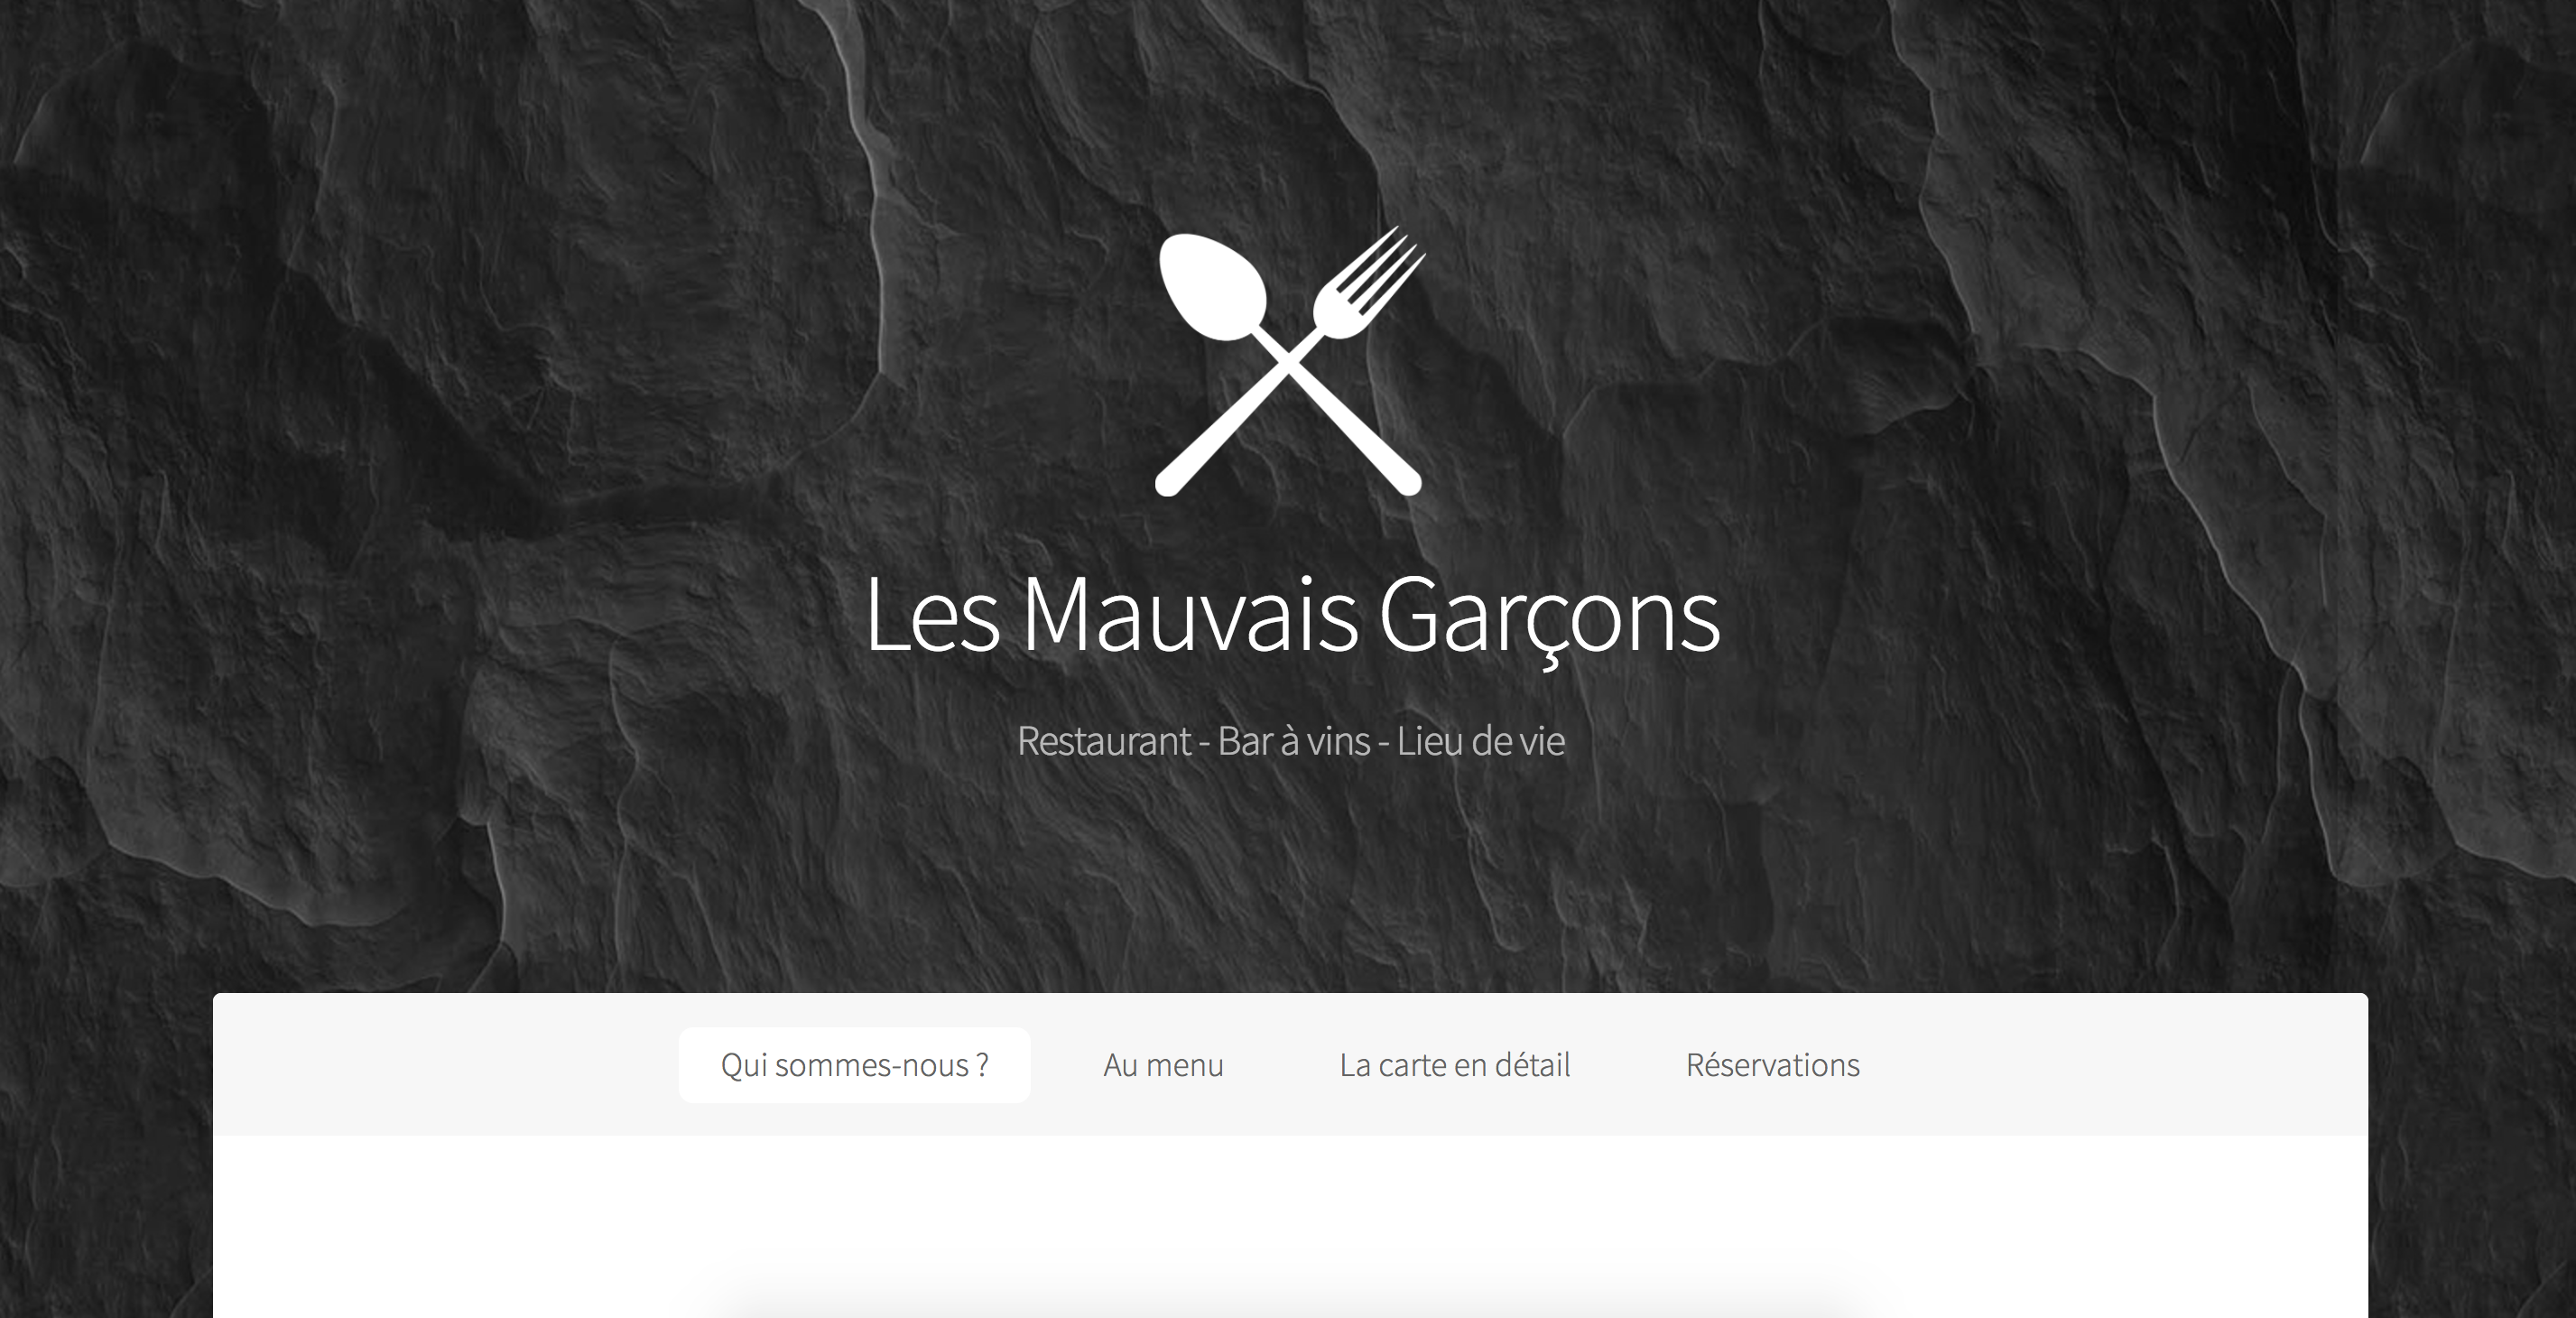 Les Mauvais Garçons
Restaurant - Bar à vins - Lieu de vie
Qui sommes-nous ? Au menu La carte en détail Réservations